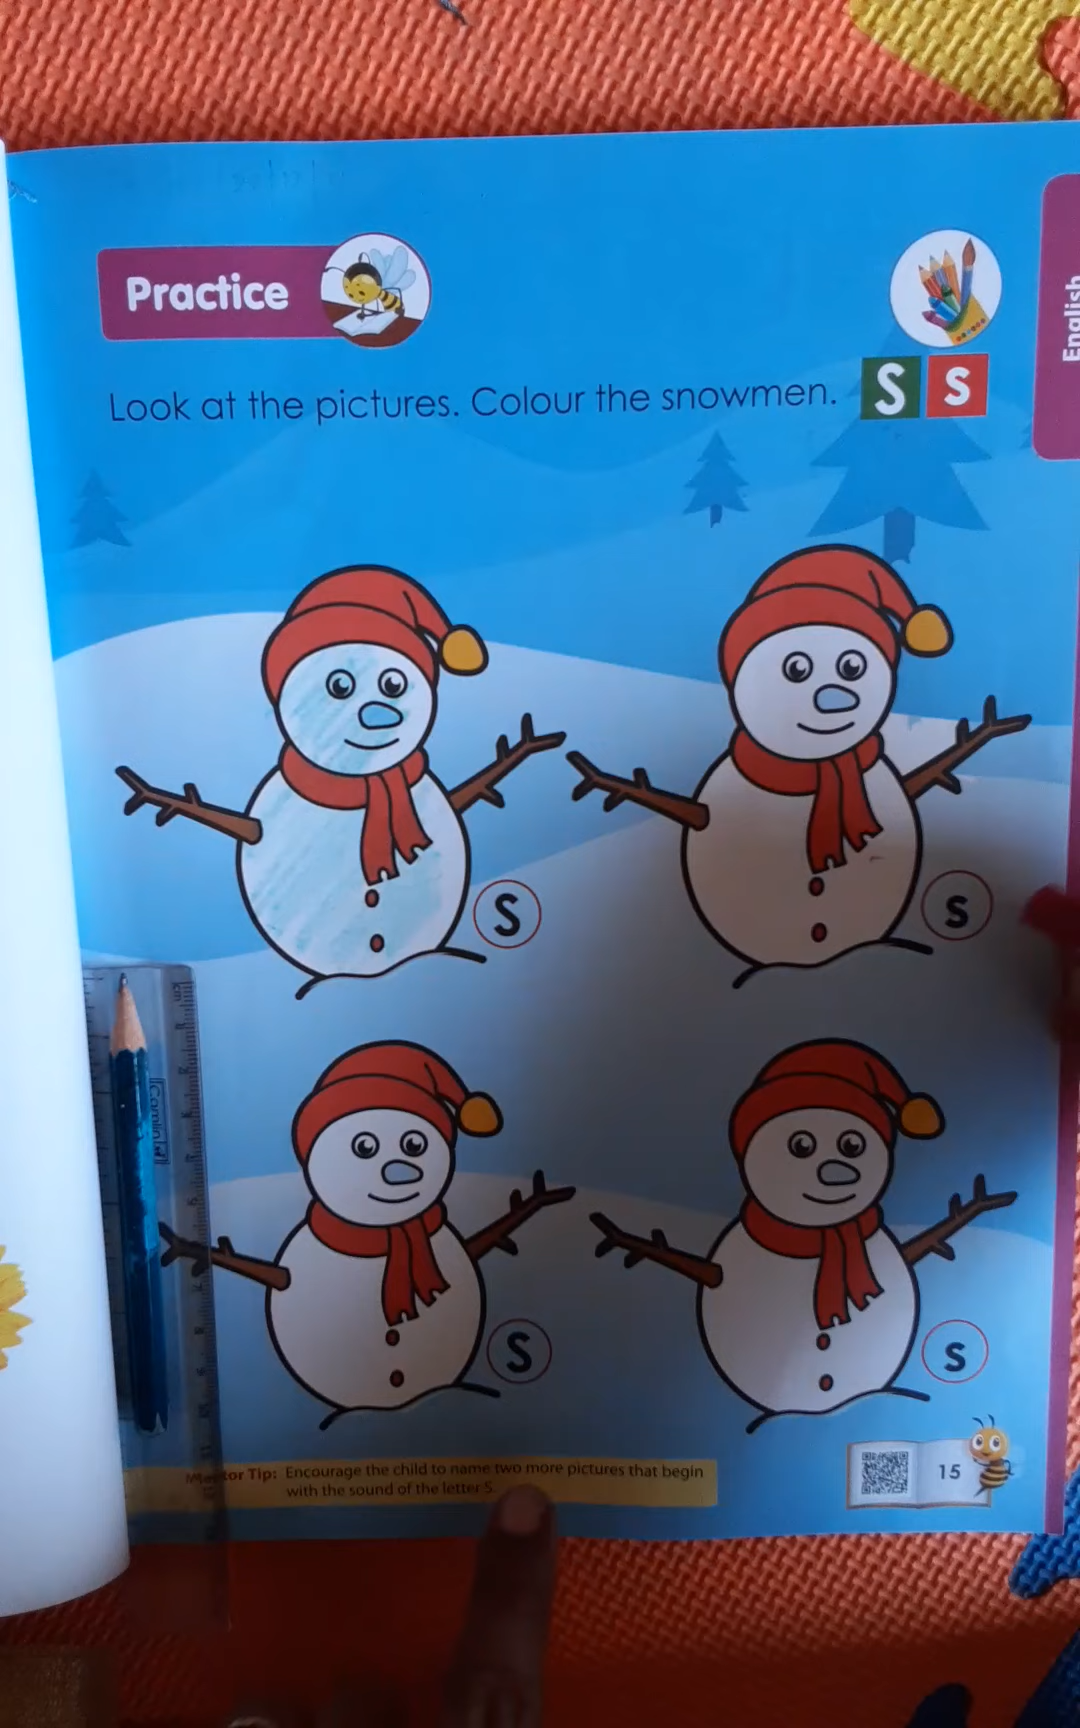 Practice
English
Look at the pictures. Colour the snowmen. S s
s
s
s
s
Mentor Tip: Encourage the child to name two more pictures that begin
with the sound of the letter S.
15